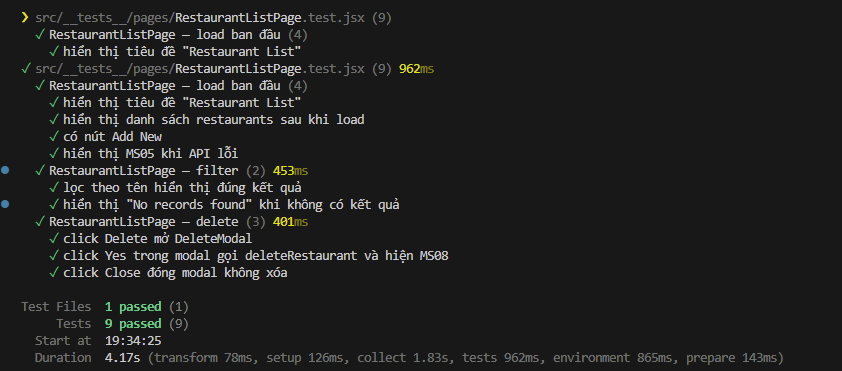 ❯ src/__tests__/pages/RestaurantListPage.test.jsx (9)
✓ RestaurantListPage – load ban đầu (4)
✓ hiển thị tiêu đề "Restaurant List"
✓ src/__tests__/pages/RestaurantListPage.test.jsx (9) 962ms
✓ RestaurantListPage – load ban đầu (4)
✓ hiển thị tiêu đề "Restaurant List"
✓ hiển thị danh sách restaurants sau khi load
✓ có nút Add New
✓ hiển thị MS05 khi API lỗi
✓ RestaurantListPage – filter (2) 453ms
✓ lọc theo tên hiển thị đúng kết quả
✓ hiển thị "No records found" khi không có kết quả
✓ RestaurantListPage – delete (3) 401ms
✓ click Delete mở DeleteModal
✓ click Yes trong modal gọi deleteRestaurant và hiện MS08
✓ click Close đóng modal không xóa
Test Files 1 passed (1)
Tests 9 passed (9)
Start at 19:34:25
Duration 4.17s (transform 78ms, setup 126ms, collect 1.83s, tests 962ms, environment 865ms, prepare 143ms)